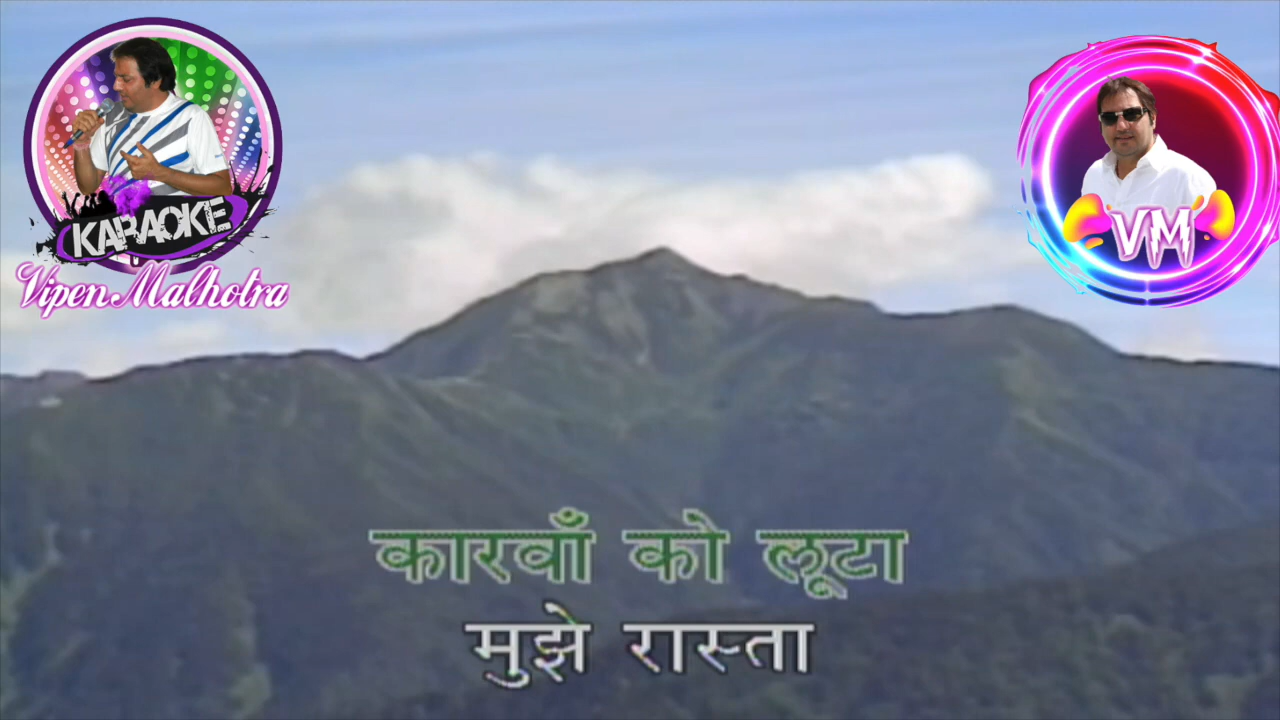 KARAOKE
Vipen Malhotra
VM
कारवाँ को लूटा
मुझे रास्ता